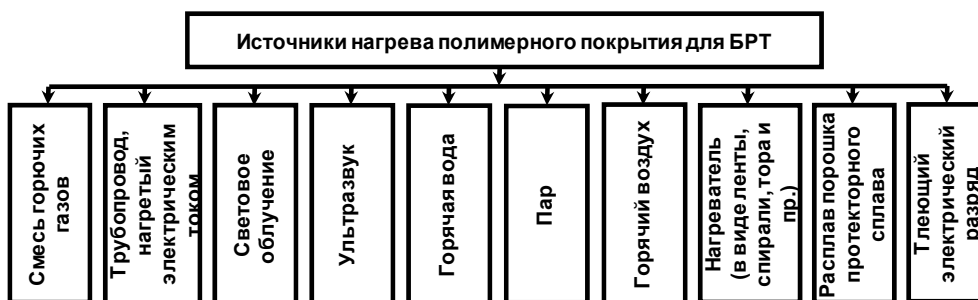 Источники нагрева полимерного покрытия для БРТ
Смесь горючих
газов
Трубопровод,
нагретый
электрическим
током
Световое
облучение
Ультразвук
Горячая вода
Пар
Горячий воздух
Нагреватель
(в виде ленты,
спирали, тора и
пр.)
Расплав порошка
протекторного
сплава
Тлеющий
электрический
разряд